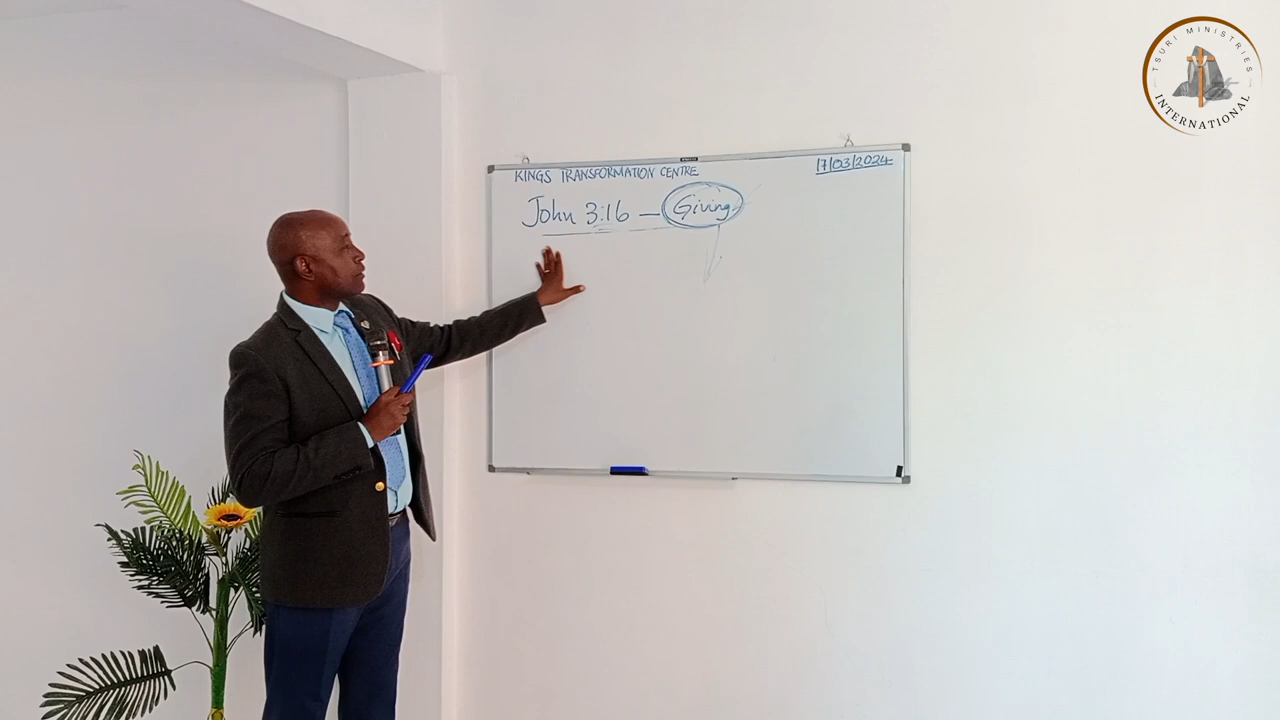 TSURI MINISTRIES
INTERNATIONAL
KINGS TRANSFORMATION CENTRE
17/03/2024
John 3:16 — Giving